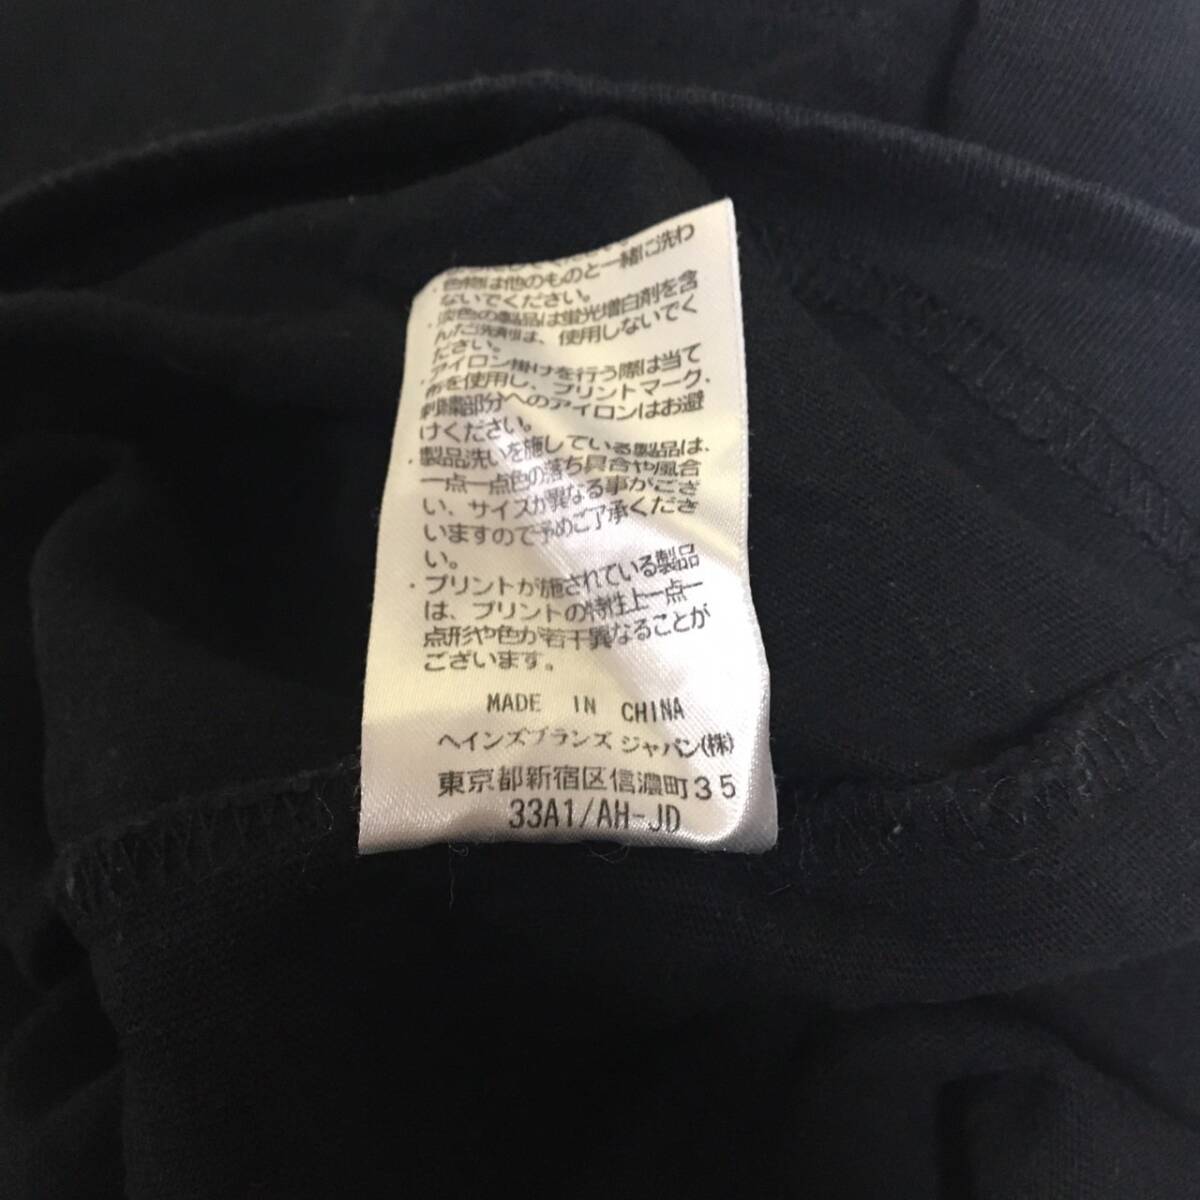 してください。
・色物は他のものと一緒に洗わ
ないでください。
・淡色の製品は蛍光増白剤を含
んだ洗剤は、使用しないでく
ださい。
・アイロン掛けを行う際は当て
布を使用し、プリントマーク、
刺繍部分へのアイロンはお避
けください。
・製品洗いを施している製品は、
一点一点色の落ち具合や風合
い、サイズが異なる事がござ
いますので予めご了承くださ
い。
・プリントが施されている製品
は、プリントの特性上一点一
点形や色が若干異なることが
ございます。
MADE IN CHINA
ヘインズブランズ ジャパン(株)
東京都新宿区信濃町35
33A1/AH-JD